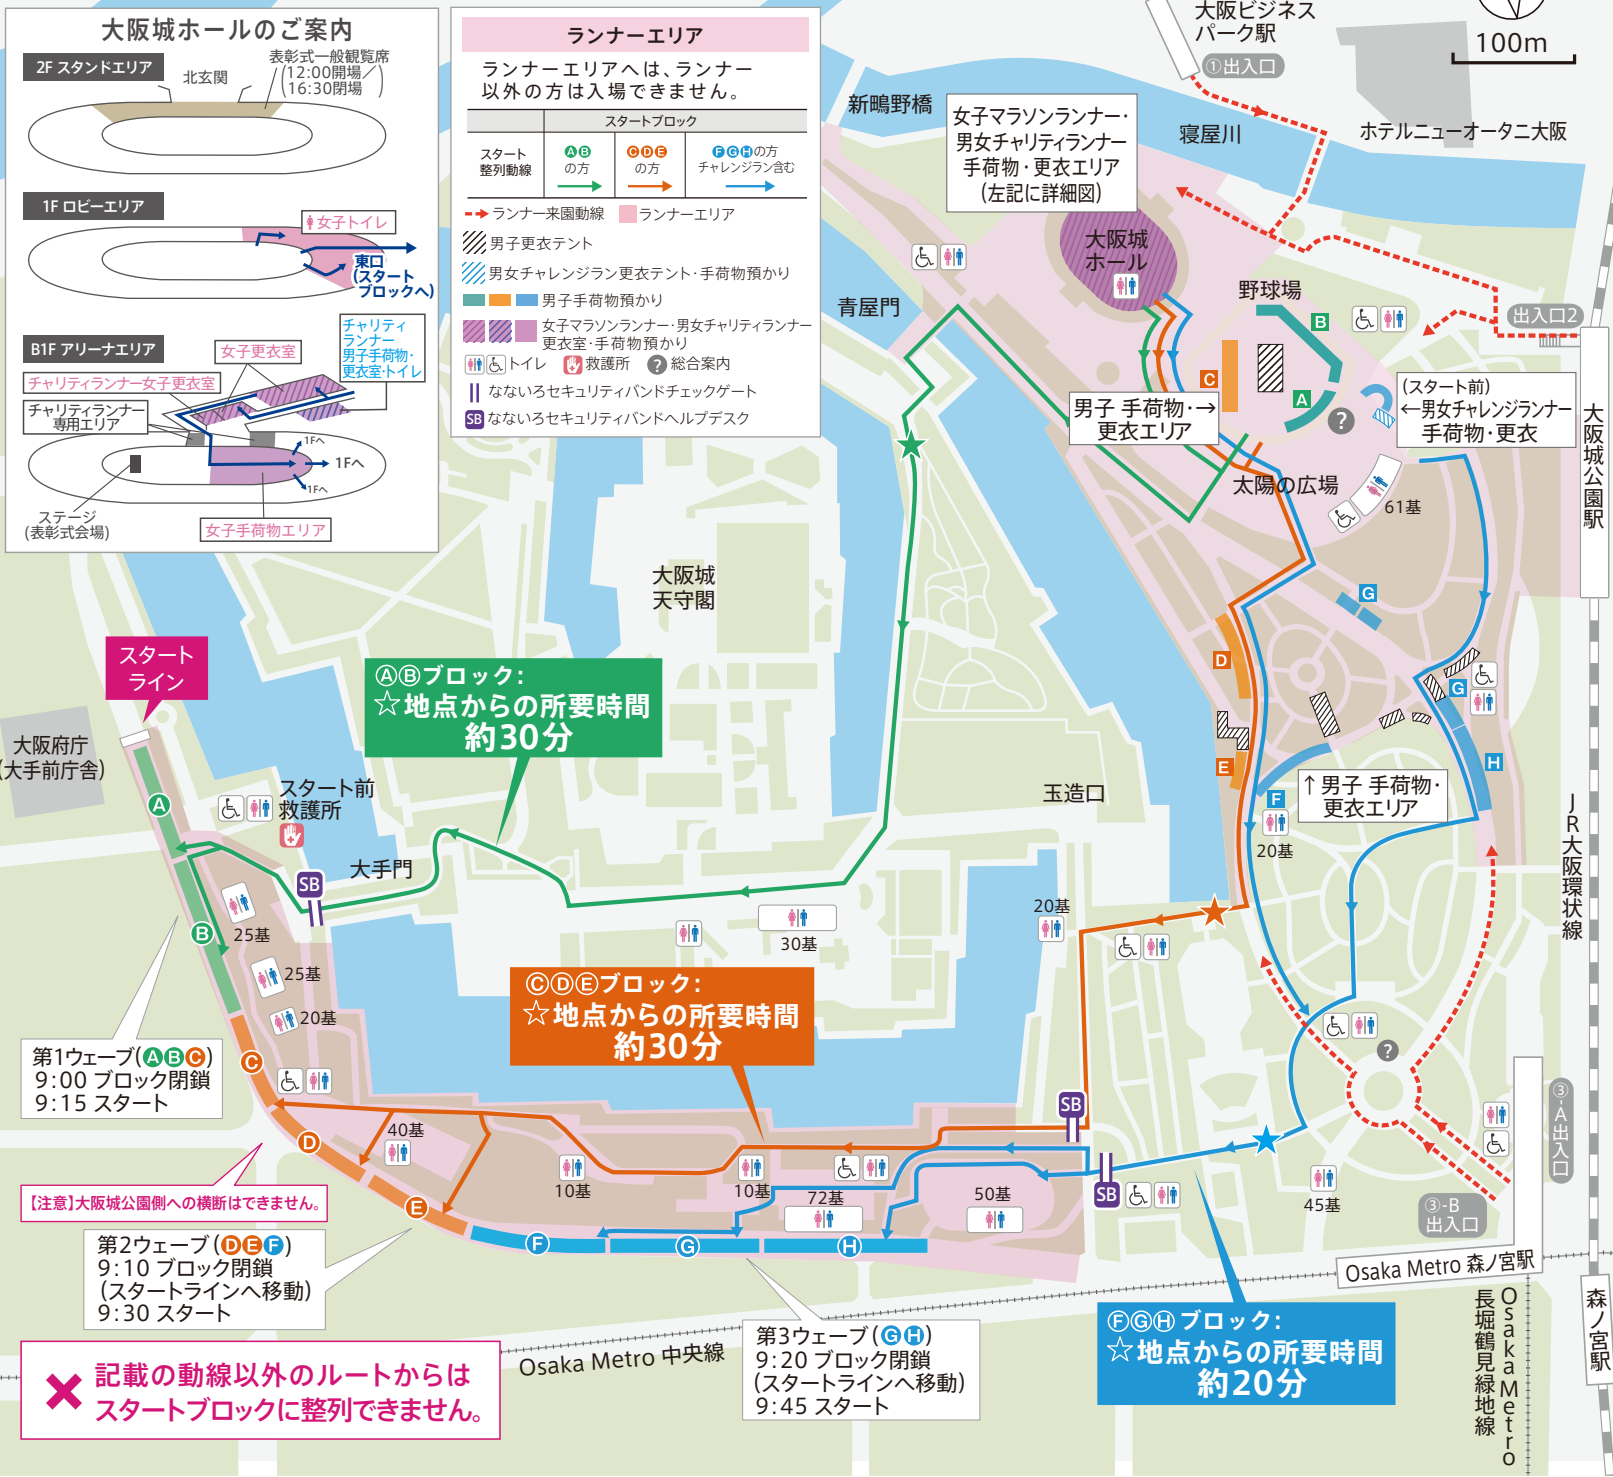 大阪城ホールのご案内
2F スタンドエリア
北玄関
表彰式一般観覧席
(12:00開場/
16:30閉場)
1F ロビーエリア
女子トイレ
東口
(スタート
ブロックへ)
B1F アリーナエリア
女子更衣室
チャリティ
ランナー
男子手荷物・
更衣室・トイレ
チャリティランナー女子更衣室
チャリティランナー
専用エリア
1Fへ
1Fへ
1Fへ
ステージ
(表彰式会場)
女子手荷物エリア
ランナーエリア
ランナーエリアへは、ランナー
以外の方は入場できません。
スタートブロック
スタート
整列動線
ⒶⒷ
の方
ⒸⒹⒺ
の方
ⒻⒼⒽの方
チャレンジラン含む
ランナー来園動線
ランナーエリア
男子更衣テント
男女チャレンジラン更衣テント・手荷物預かり
男子手荷物預かり
女子マラソンランナー・男女チャリティランナー
更衣室・手荷物預かり
トイレ
救護所
? 総合案内
なないろセキュリティバンドチェックゲート
SB なないろセキュリティバンドヘルプデスク
大阪ビジネス
パーク駅
①出入口
100m
新鴫野橋
女子マラソンランナー・
男女チャリティランナー
手荷物・更衣エリア
(左記に詳細図)
寝屋川
ホテルニューオータニ大阪
大阪城
ホール
青屋門
野球場
出入口2
B
C
A
?
男子 手荷物・→
更衣エリア
(スタート前)
←男女チャレンジランナー
手荷物・更衣
大阪城公園駅
太陽の広場
61基
大阪城
天守閣
G
D
G
E
H
F
20基
↑男子 手荷物・
更衣エリア
スタート
ライン
ⒶⒷブロック:
☆地点からの所要時間
約30分
大阪府庁
(大手前庁舎)
A
スタート前
救護所
玉造口
JR大阪環状線
大手門
SB
B
25基
30基
20基
25基
20基
ⒸⒹⒺブロック:
☆地点からの所要時間
約30分
第1ウェーブ(ⒶⒷⒸ)
9:00 ブロック閉鎖
9:15 スタート
C
?
SB
D
40基
10基
10基
72基
50基
SB
45基
③-A出入口
③-B
出入口
【注意】大阪城公園側への横断はできません。
E
F
G
H
第2ウェーブ(ⒹⒺⒻ)
9:10 ブロック閉鎖
(スタートラインへ移動)
9:30 スタート
Osaka Metro 森ノ宮駅
森ノ宮駅
Osaka Metro
長堀鶴見緑地線
ⒻⒼⒽブロック:
☆地点からの所要時間
約20分
第3ウェーブ(ⒼⒽ)
9:20 ブロック閉鎖
(スタートラインへ移動)
9:45 スタート
Osaka Metro 中央線
記載の動線以外のルートからは
スタートブロックに整列できません。